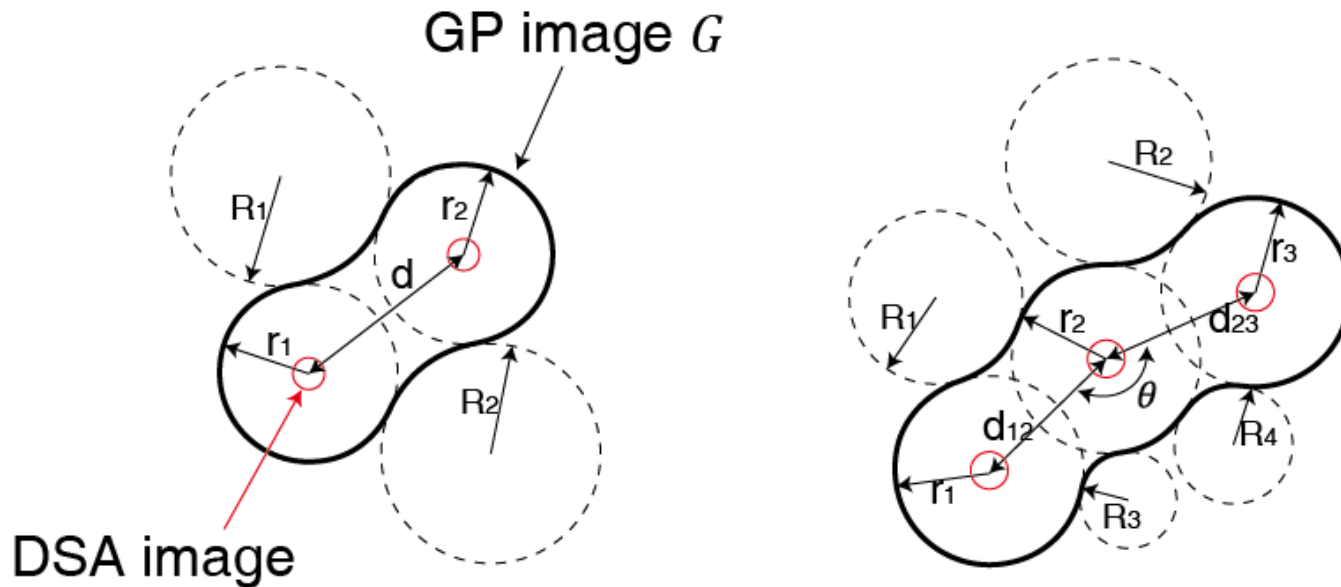 GP image G
R1
r2
d
r1
R2
DSA image
R2
R1
r3
r2
d23
θ
d12
R4
r1
R3